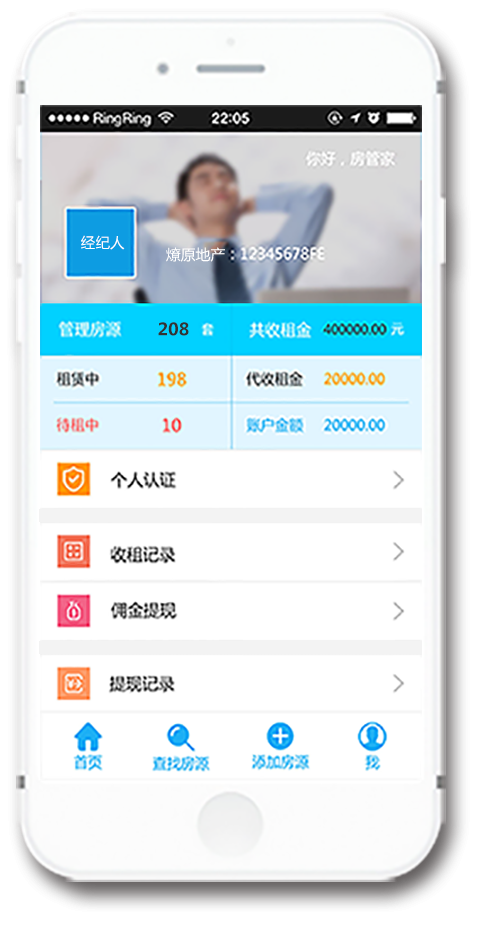 ●●●●● RingRing 22:05
你好，房管家
经纪人
燎原地产：12345678FE
管理房源 208 套 共收租金 400000.00 元
租赁中 198 代收租金 20000.00
待租中 10 账户金额 20000.00
个人认证
收租记录
佣金提现
提现记录
首页 查找房源 添加房源 我